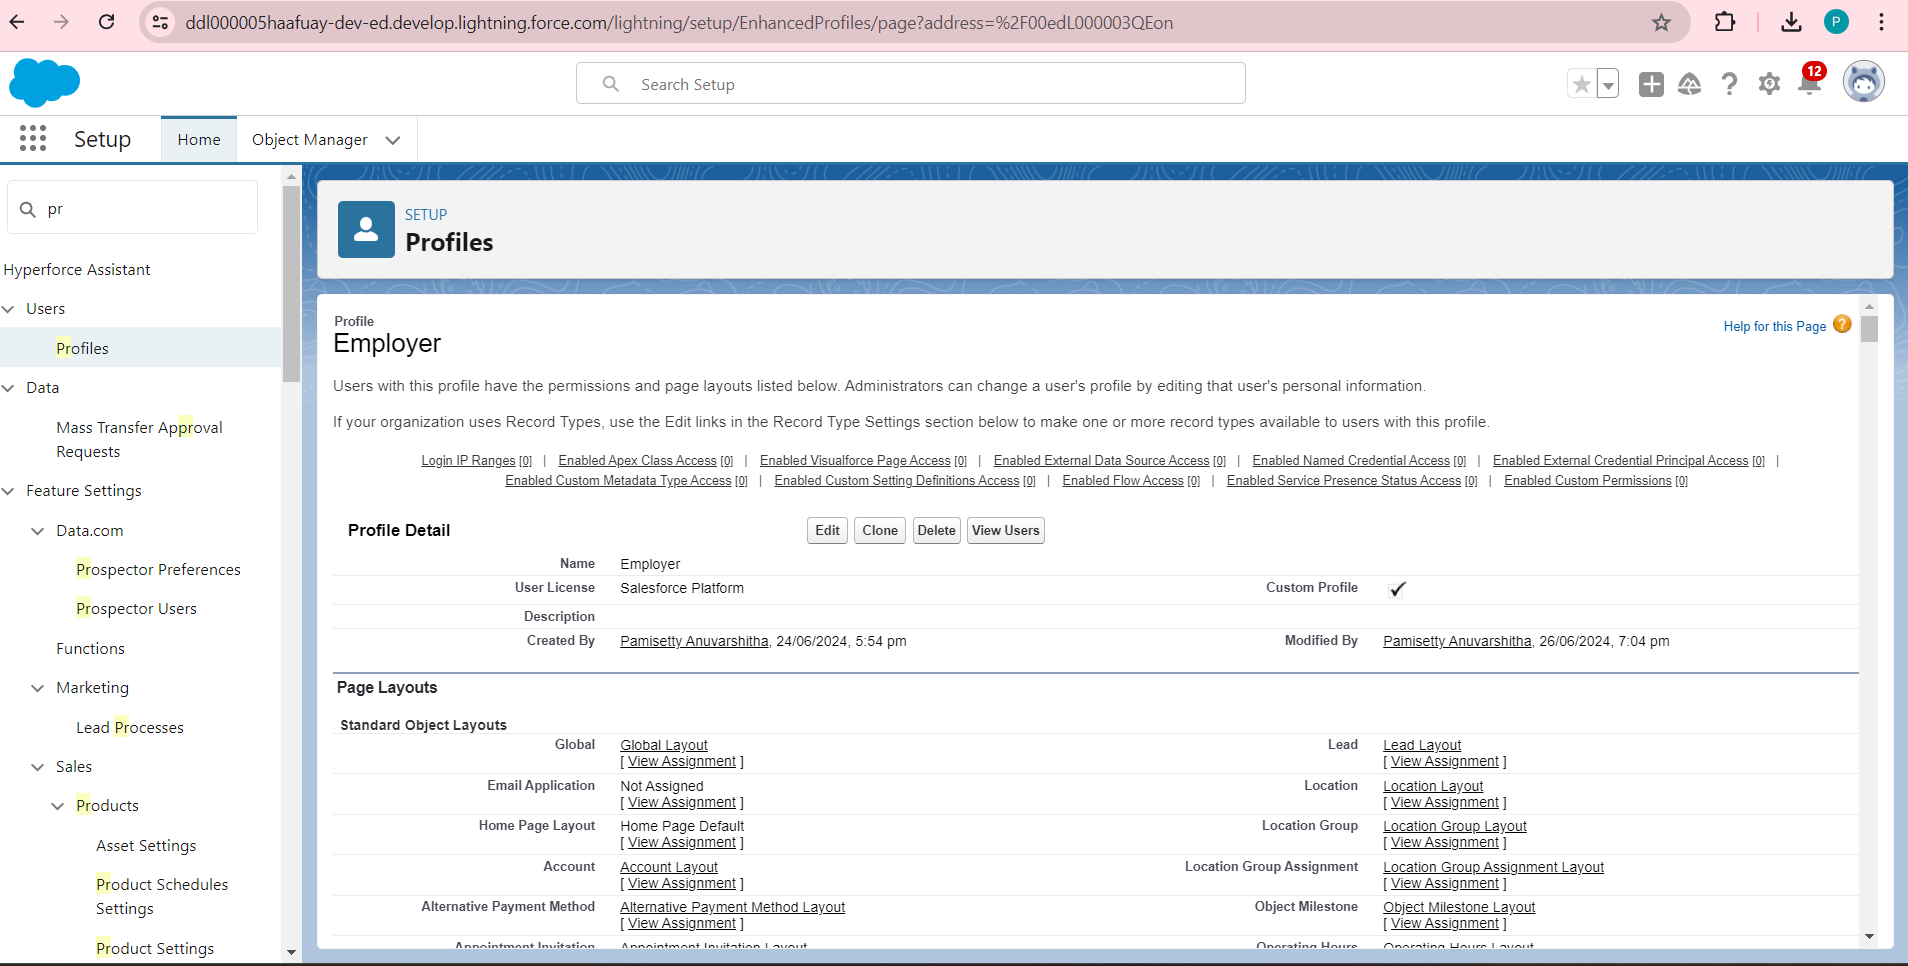 ddl000005haafuay-dev-ed.develop.lightning.force.com/lightning/setup/EnhancedProfiles/page?address=%2F00edL000003QEon
P
Search Setup
12
Setup
Home
Object Manager
pr
Hyperforce Assistant
Users
Profiles
Data
Mass Transfer Approval
Requests
Feature Settings
Data.com
Prospector Preferences
Prospector Users
Functions
Marketing
Lead Processes
Sales
Products
Asset Settings
Product Schedules
Settings
Product Settings
SETUP
Profiles
Profile
Employer
Help for this Page ?
Users with this profile have the permissions and page layouts listed below. Administrators can change a user's profile by editing that user's personal information.
If your organization uses Record Types, use the Edit links in the Record Type Settings section below to make one or more record types available to users with this profile.
Login IP Ranges [0] | Enabled Apex Class Access [0] | Enabled Visualforce Page Access [0] | Enabled External Data Source Access [0] | Enabled Named Credential Access [0] | Enabled External Credential Principal Access [0] |
Enabled Custom Metadata Type Access [0] | Enabled Custom Setting Definitions Access [0] | Enabled Flow Access [0] | Enabled Service Presence Status Access [0] | Enabled Custom Permissions [0]
Profile Detail Edit Clone Delete View Users
Name Employer
User License Salesforce Platform Custom Profile
Description
Created By Pamisetty Anuvarshitha, 24/06/2024, 5:54 pm Modified By Pamisetty Anuvarshitha, 26/06/2024, 7:04 pm
Page Layouts
Standard Object Layouts
Global Global Layout Lead Lead Layout
[ View Assignment ] [ View Assignment ]
Email Application Not Assigned Location Location Layout
[ View Assignment ] [ View Assignment ]
Home Page Layout Home Page Default Location Group Location Group Layout
[ View Assignment ] [ View Assignment ]
Account Account Layout Location Group Assignment Location Group Assignment Layout
[ View Assignment ] [ View Assignment ]
Alternative Payment Method Alternative Payment Method Layout Object Milestone Object Milestone Layout
[ View Assignment ] [ View Assignment ]
Appointment Invitation Appointment Invitation Layout Operating Hours Operating Hours Layout